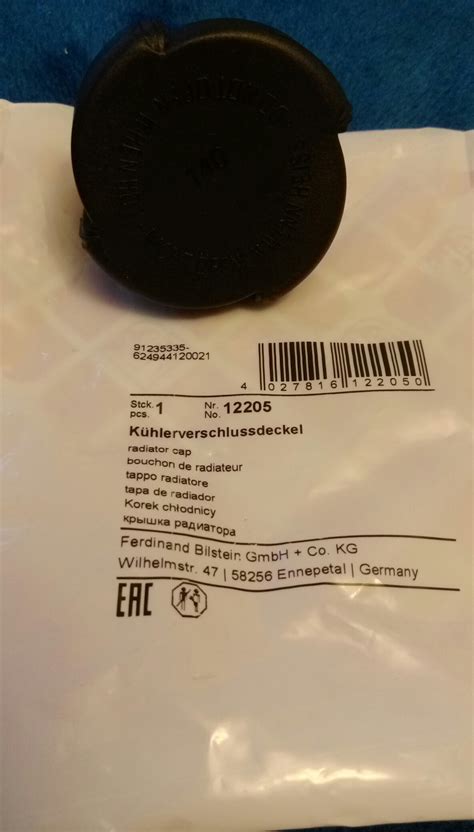 140
91235335-
624944120021
4 027816 122050
Stck. 1 Nr. 12205
pcs. No.
Kühlerverschlussdeckel
radiator cap
bouchon de radiateur
tappo radiatore
tapa de radiador
Korek chłodnicy
крышка радиатора
Ferdinand Bilstein GmbH + Co. KG
Wilhelmstr. 47 | 58256 Ennepetal | Germany
EAC